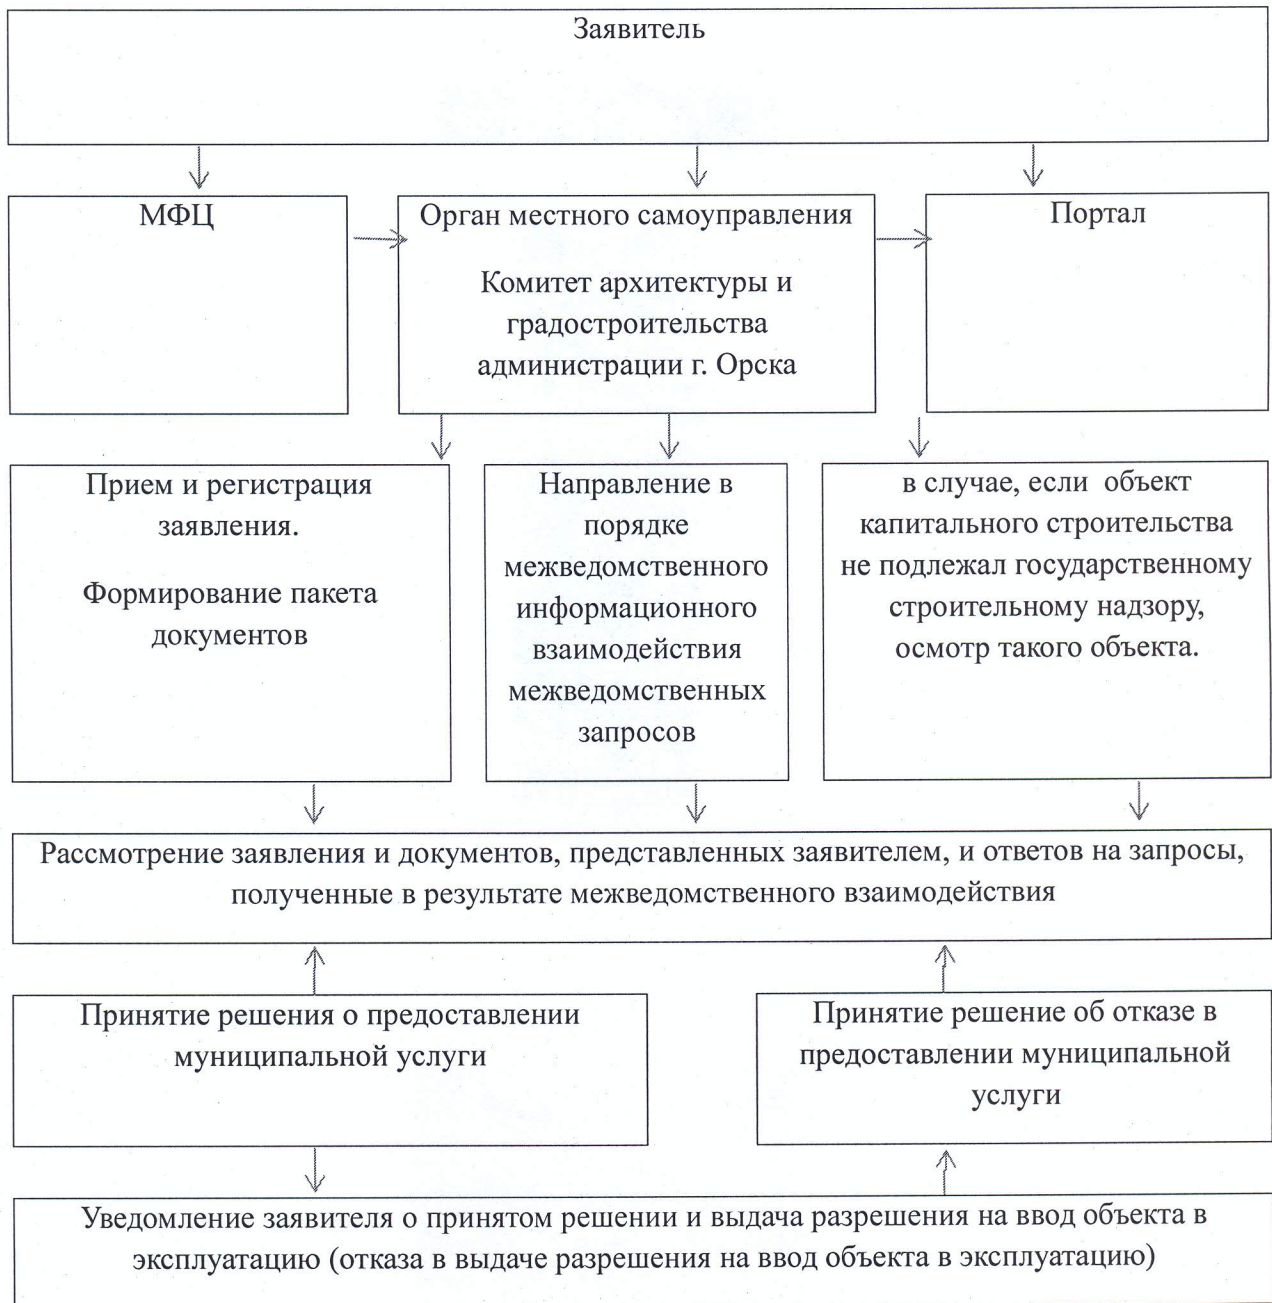 Заявитель
МФЦ
Орган местного самоуправления
Комитет архитектуры и
градостроительства
администрации г. Орска
Портал
Прием и регистрация
заявления.
Формирование пакета
документов
Направление в
порядке
межведомственного
информационного
взаимодействия
межведомственных
запросов
в случае, если объект
капитального строительства
не подлежал государственному
строительному надзору,
осмотр такого объекта.
Рассмотрение заявления и документов, представленных заявителем, и ответов на запросы,
полученные в результате межведомственного взаимодействия
Принятие решения о предоставлении
муниципальной услуги
Принятие решение об отказе в
предоставлении муниципальной
услуги
Уведомление заявителя о принятом решении и выдача разрешения на ввод объекта в
эксплуатацию (отказа в выдаче разрешения на ввод объекта в эксплуатацию)